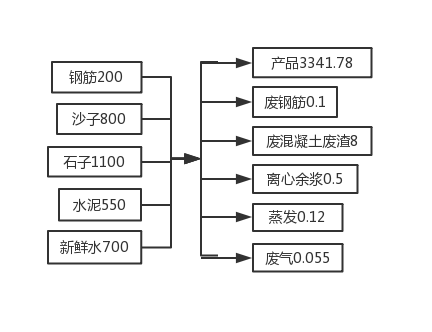 钢筋200
沙子800
石子1100
水泥550
新鲜水700
产品3341.78
废钢筋0.1
废混凝土废渣8
离心余浆0.5
蒸发0.12
废气0.055